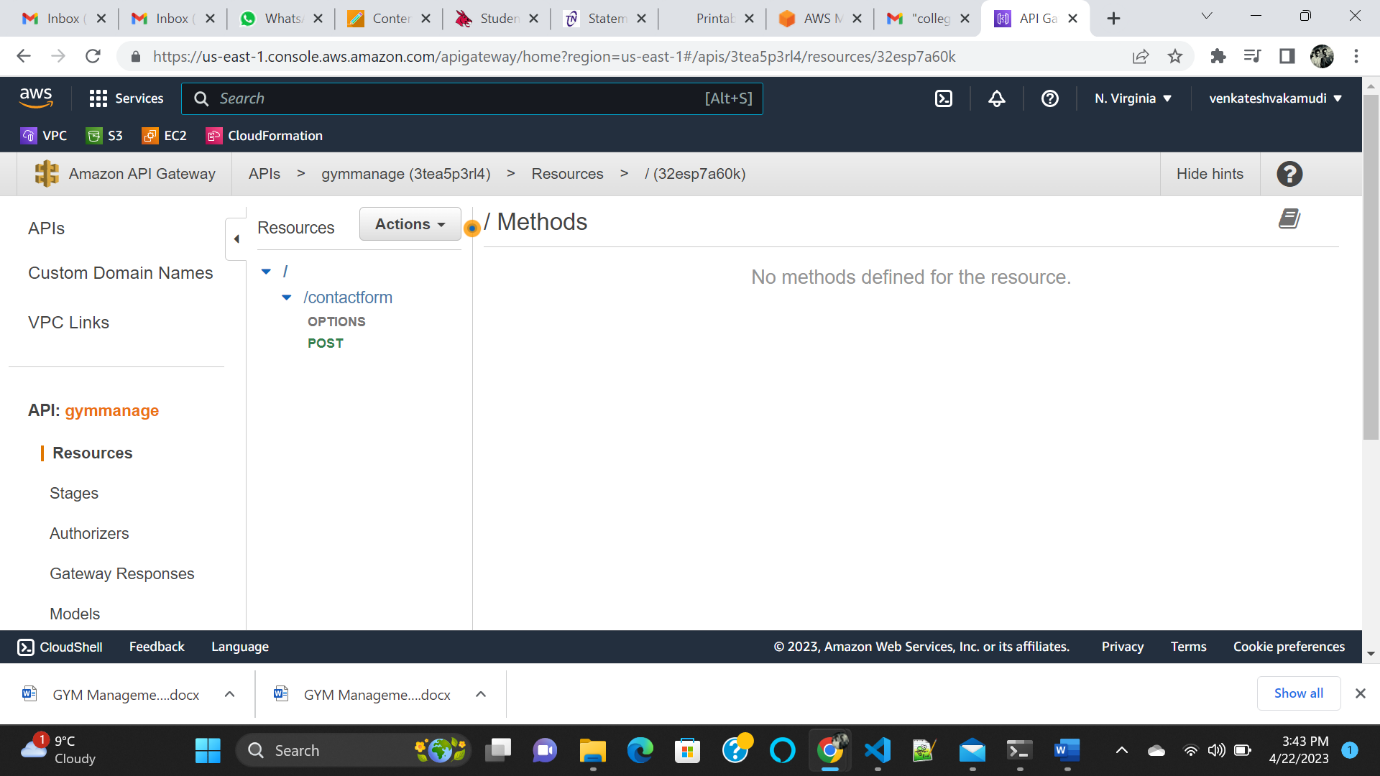 Inbox (
Inbox (
Whats
Conten
Studen
Statem
Printab
AWS M
"colleg
API Ga
https://us-east-1.console.aws.amazon.com/apigateway/home?region=us-east-1#/apis/3tea5p3rl4/resources/32esp7a60k
aws
Services
Search
[Alt+S]
N. Virginia
venkateshvakamudi
VPC
S3
EC2
CloudFormation
Amazon API Gateway
APIs > gymmanage (3tea5p3rl4) > Resources > / (32esp7a60k)
Hide hints
?
APIs
Custom Domain Names
VPC Links
API: gymmanage
Resources
Stages
Authorizers
Gateway Responses
Models
Resources
Actions
/
/contactform
OPTIONS
POST
/ Methods
No methods defined for the resource.
CloudShell
Feedback
Language
© 2023, Amazon Web Services, Inc. or its affiliates.
Privacy
Terms
Cookie preferences
GYM Manageme....docx
GYM Manageme....docx
Show all
1
9°C
Cloudy
Search
3:43 PM
4/22/2023
1